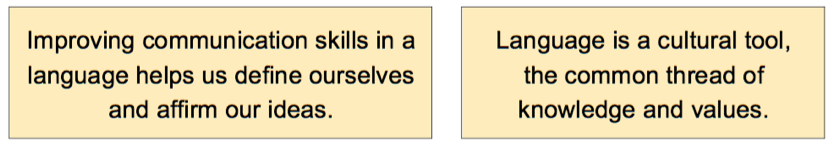 Improving communication skills in a
language helps us define ourselves
and affirm our ideas.
Language is a cultural tool,
the common thread of
knowledge and values.